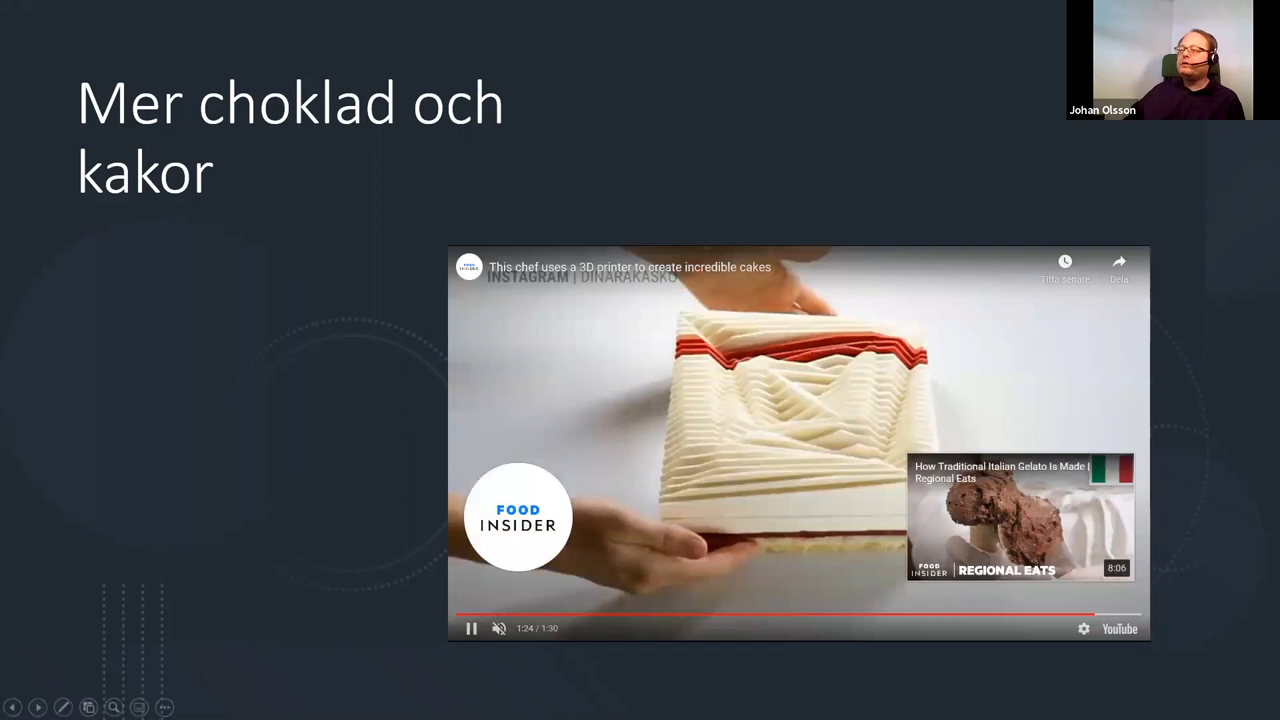 Mer choklad och
kakor
Johan Olsson
FOOD
INSIDER
This chef uses a 3D printer to create incredible cakes
INSTAGRAM | DINARAKASKO
Titta senare
Dela
FOOD
INSIDER
How Traditional Italian Gelato Is Made |
Regional Eats
FOOD
INSIDER
REGIONAL EATS
8:06
1:24 / 1:30
YouTube